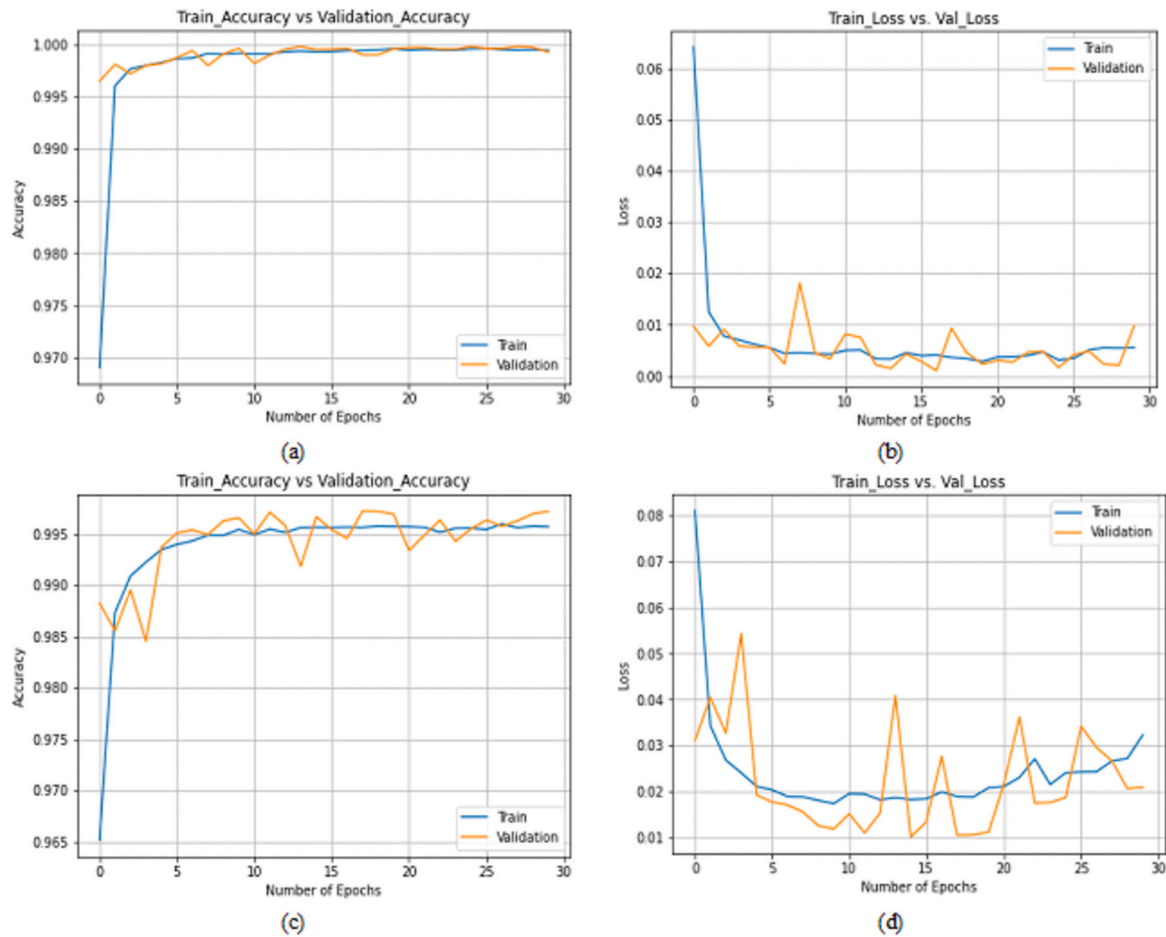 Train_Accuracy vs Validation_Accuracy
1.000
0.995
0.990
0.985
0.980
0.975
0.970
Accuracy
Train
Validation
0 5 10 15 20 25 30
Number of Epochs
(a)
Train_Loss vs. Val_Loss
0.06
0.05
0.04
0.03
0.02
0.01
0.00
Loss
Train
Validation
0 5 10 15 20 25 30
Number of Epochs
(b)
Train_Accuracy vs Validation_Accuracy
0.995
0.990
0.985
0.980
0.975
0.970
0.965
Accuracy
Train
Validation
0 5 10 15 20 25 30
Number of Epochs
(c)
Train_Loss vs. Val_Loss
0.08
0.07
0.06
0.05
0.04
0.03
0.02
0.01
Loss
Train
Validation
0 5 10 15 20 25 30
Number of Epochs
(d)